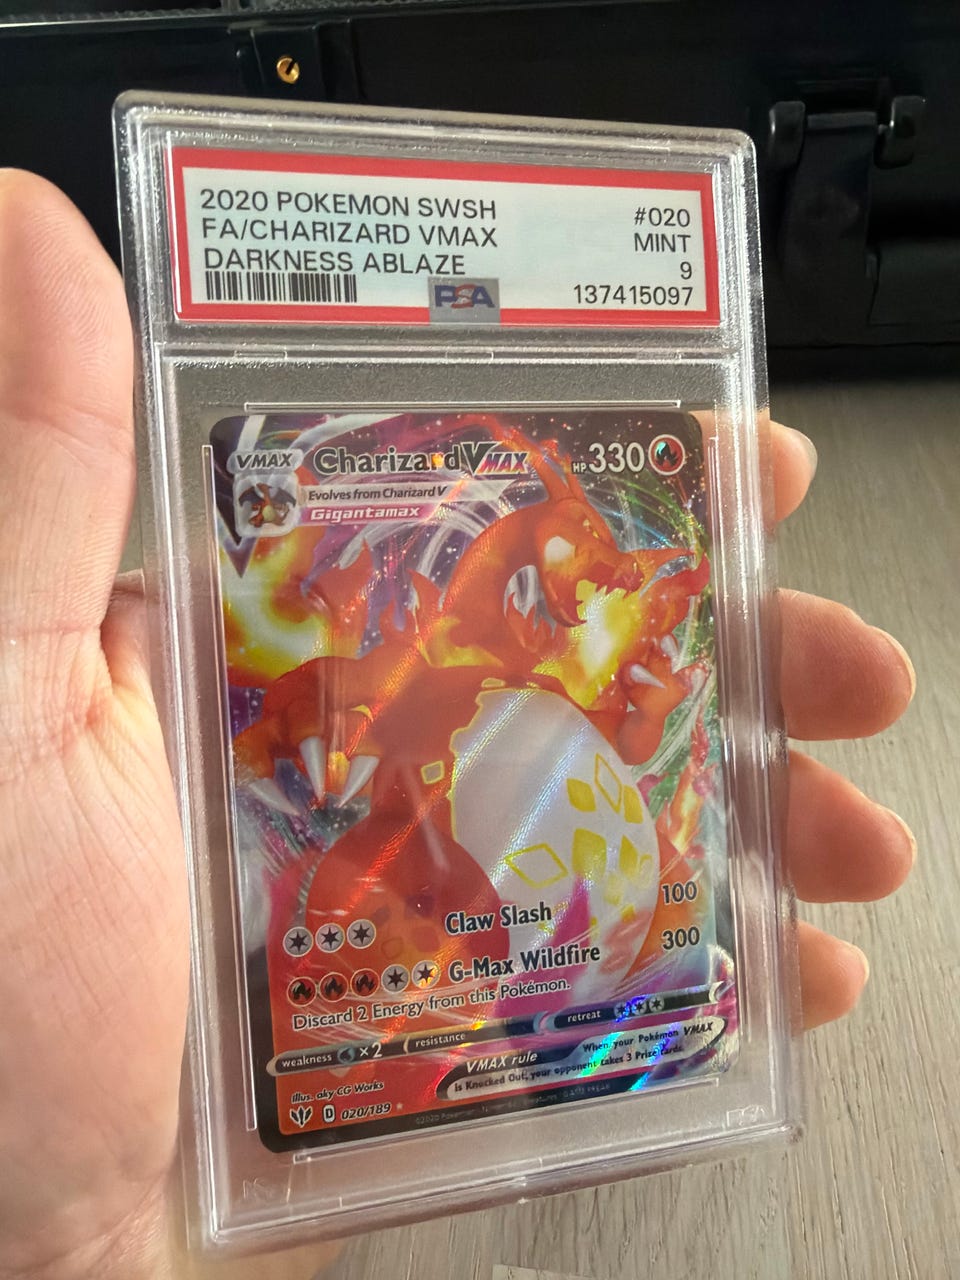 2020 POKEMON SWSH
#020
FA/CHARIZARD VMAX
MINT
DARKNESS ABLAZE
9
PSA
137415097
VMAX
Charizard VMAX
HP 330
Evolves from Charizard V
Gigantamax
Claw Slash
100
G-Max Wildfire
300
Discard 2 Energy from this Pokémon.
weakness ×2
resistance
retreat
VMAX rule
When your Pokémon VMAX
is Knocked Out, your opponent takes 3 Prize cards.
Illus. aky CG Works
D 020/189
©2020 Pokémon